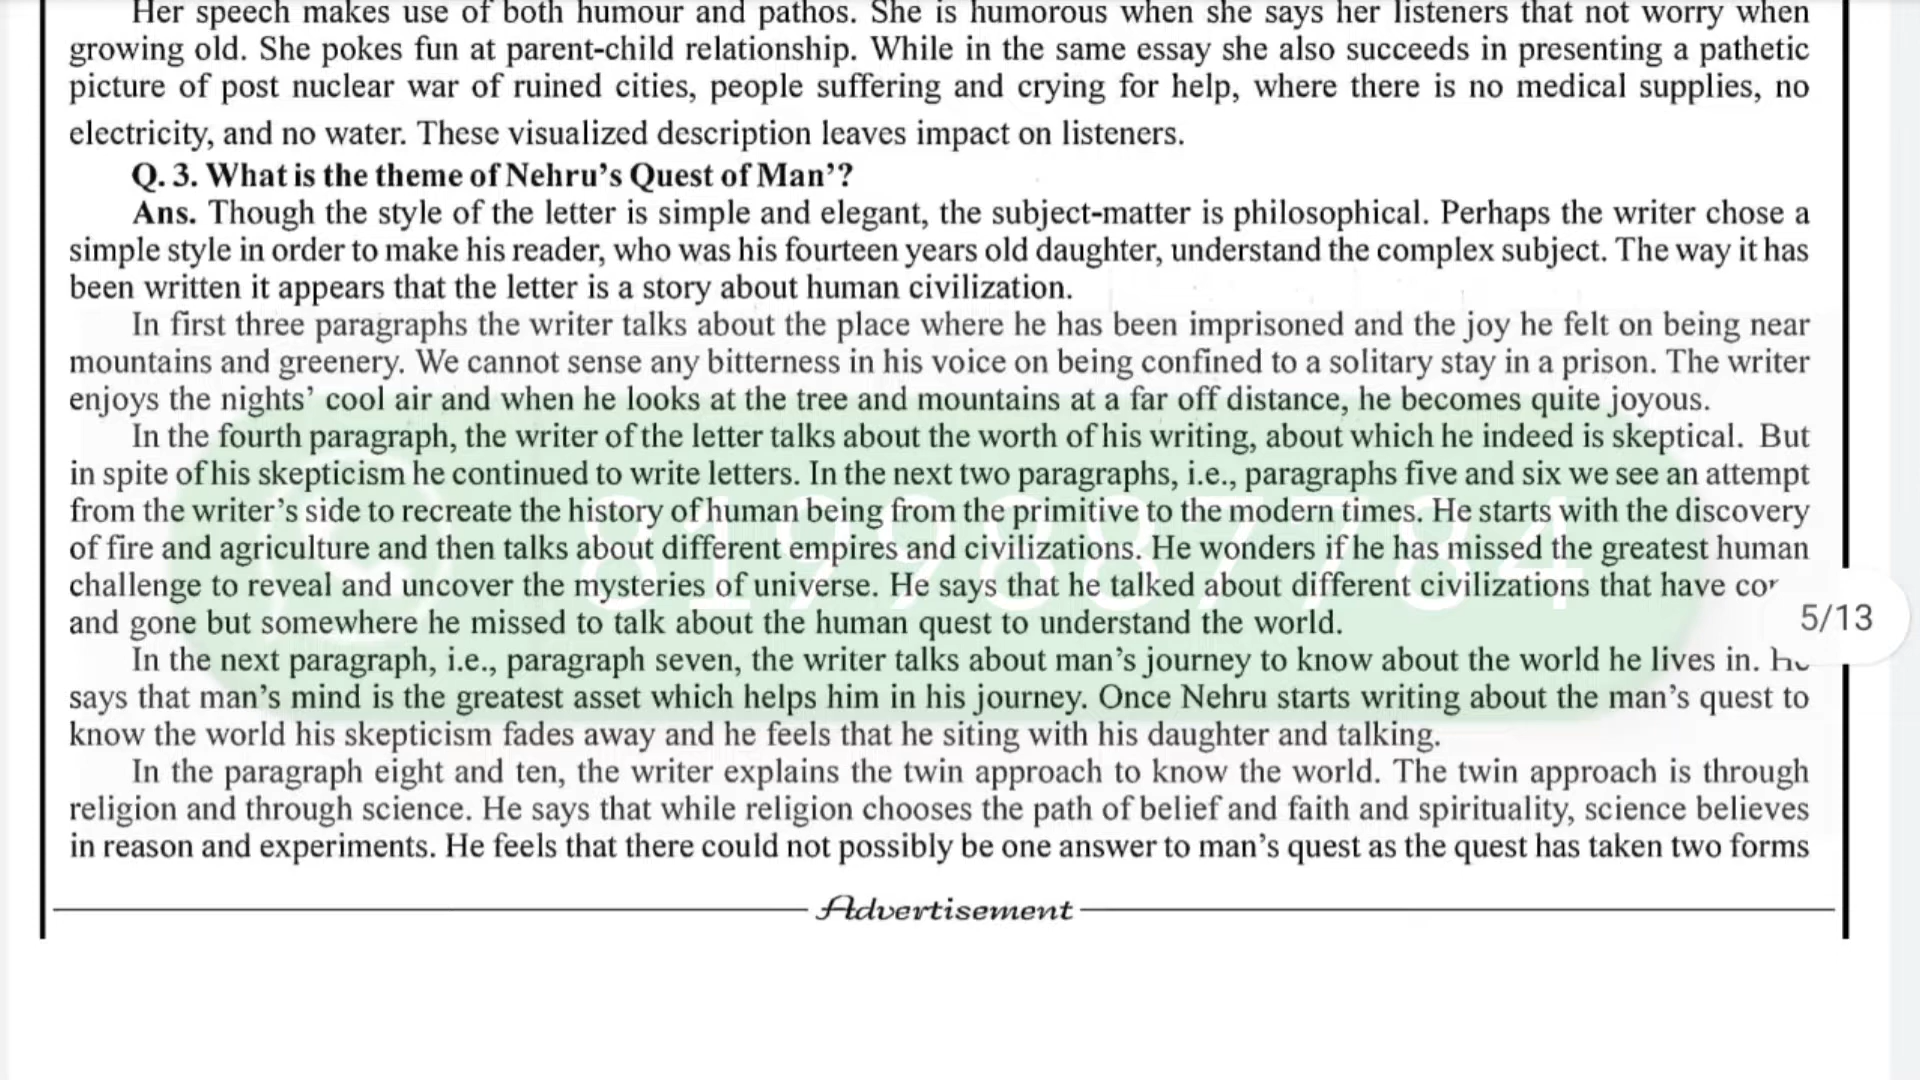 Her speech makes use of both humour and pathos. She is humorous when she says her listeners that not worry when
growing old. She pokes fun at parent-child relationship. While in the same essay she also succeeds in presenting a pathetic
picture of post nuclear war of ruined cities, people suffering and crying for help, where there is no medical supplies, no
electricity, and no water. These visualized description leaves impact on listeners.
Q. 3. What is the theme of Nehru’s Quest of Man’?
Ans. Though the style of the letter is simple and elegant, the subject-matter is philosophical. Perhaps the writer chose a
simple style in order to make his reader, who was his fourteen years old daughter, understand the complex subject. The way it has
been written it appears that the letter is a story about human civilization.
In first three paragraphs the writer talks about the place where he has been imprisoned and the joy he felt on being near
mountains and greenery. We cannot sense any bitterness in his voice on being confined to a solitary stay in a prison. The writer
enjoys the nights’ cool air and when he looks at the tree and mountains at a far off distance, he becomes quite joyous.
In the fourth paragraph, the writer of the letter talks about the worth of his writing, about which he indeed is skeptical. But
in spite of his skepticism he continued to write letters. In the next two paragraphs, i.e., paragraphs five and six we see an attempt
from the writer’s side to recreate the history of human being from the primitive to the modern times. He starts with the discovery
of fire and agriculture and then talks about different empires and civilizations. He wonders if he has missed the greatest human
challenge to reveal and uncover the mysteries of universe. He says that he talked about different civilizations that have
and gone but somewhere he missed to talk about the human quest to understand the world.
5/13
In the next paragraph, i.e., paragraph seven, the writer talks about man’s journey to know about the world he lives in.
says that man’s mind is the greatest asset which helps him in his journey. Once Nehru starts writing about the man’s quest to
know the world his skepticism fades away and he feels that he siting with his daughter and talking.
In the paragraph eight and ten, the writer explains the twin approach to know the world. The twin approach is through
religion and through science. He says that while religion chooses the path of belief and faith and spirituality, science believes
in reason and experiments. He feels that there could not possibly be one answer to man’s quest as the quest has taken two forms
Advertisement
8199887784